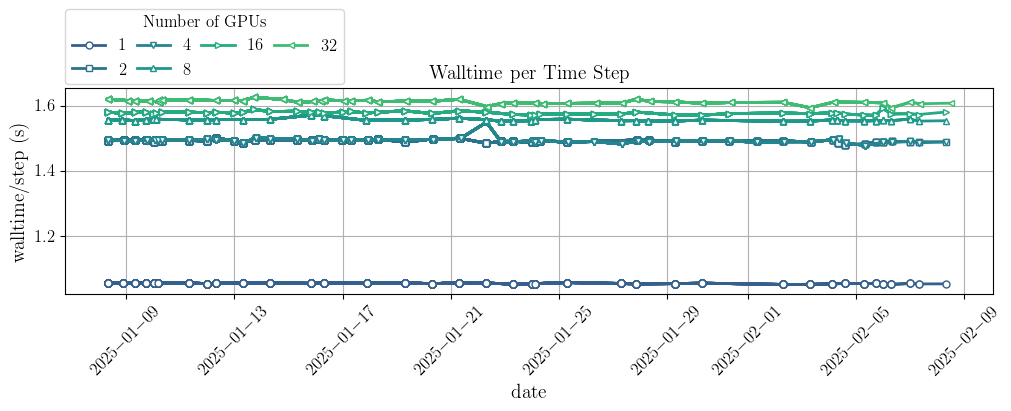 Number of GPUs
1 4 16 32
2 8
Walltime per Time Step
walltime/step (s)
1.6
1.4
1.2
2025−01−09
2025−01−13
2025−01−17
2025−01−21
2025−01−25
2025−01−29
2025−02−01
2025−02−05
2025−02−09
date